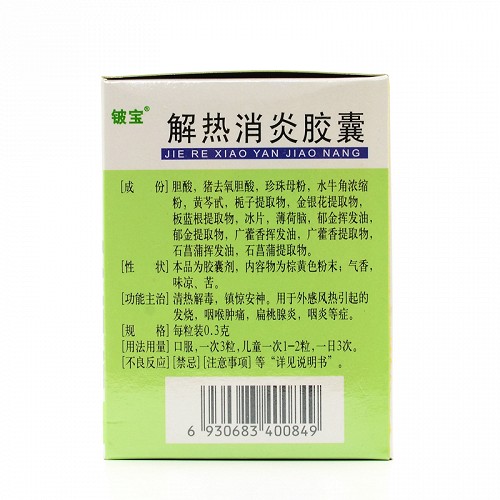 铍宝®
解热消炎胶囊
JIE RE XIAO YAN JIAO NANG
[成 份] 胆酸，猪去氧胆酸，珍珠母粉，水牛角浓缩
粉，黄芩甙，栀子提取物，金银花提取物，
板蓝根提取物，冰片，薄荷脑，郁金挥发油，
郁金提取物，广藿香挥发油，广藿香提取物，
石菖蒲挥发油，石菖蒲提取物。
[性 状] 本品为胶囊剂，内容物为棕黄色粉末；气香，
味凉、苦。
[功能主治] 清热解毒，镇惊安神。用于外感风热引起的
发烧，咽喉肿痛，扁桃腺炎，咽炎等症。
[规 格] 每粒装0.3克
[用法用量] 口服，一次3粒，儿童一次1-2粒，一日3次。
[不良反应] [禁忌] [注意事项] 等“详见说明书”。
6 930683 400849